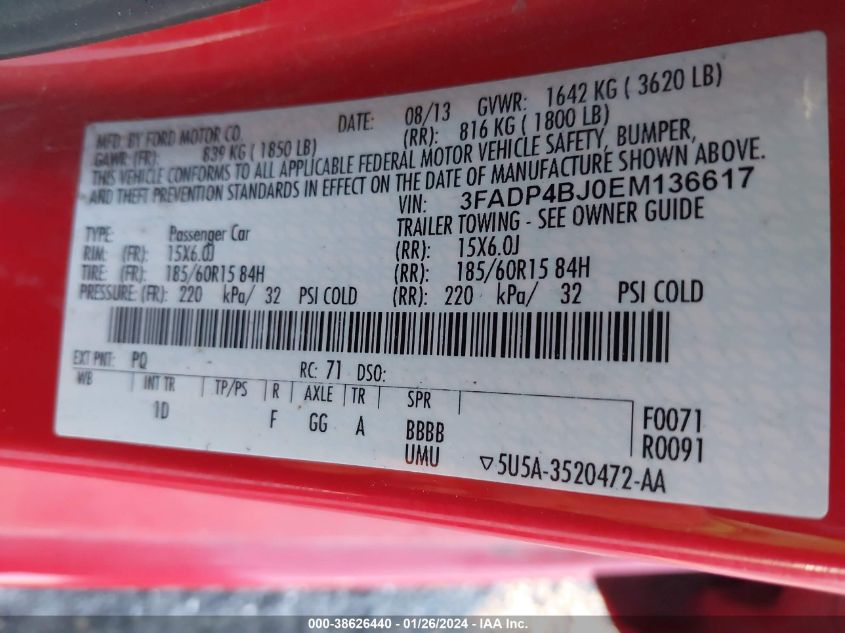 MFD. BY FORD MOTOR CO. DATE: 08/13 GVWR: 1642 KG ( 3620 LB)
GAWR: (FR): 839 KG ( 1850 LB) (RR): 816 KG ( 1800 LB)
THIS VEHICLE CONFORMS TO ALL APPLICABLE FEDERAL MOTOR VEHICLE SAFETY, BUMPER,
AND THEFT PREVENTION STANDARDS IN EFFECT ON THE DATE OF MANUFACTURE SHOWN ABOVE.
VIN: 3FADP4BJ0EM136617
TRAILER TOWING - SEE OWNER GUIDE
TYPE: Passenger Car
RIM: (FR): 15X6.0J (RR): 15X6.0J
TIRE: (FR): 185/60R15 84H (RR): 185/60R15 84H
PRESSURE: (FR): 220 kPa/ 32 PSI COLD (RR): 220 kPa/ 32 PSI COLD
EXT PNT: PQ RC: 71 DSO:
WB INT TR TP/PS R AXLE TR SPR
1D F GG A BBBB F0071
UMU R0091
▽5U5A-3520472-AA
000-38626440 - 01/26/2024 - IAA Inc.